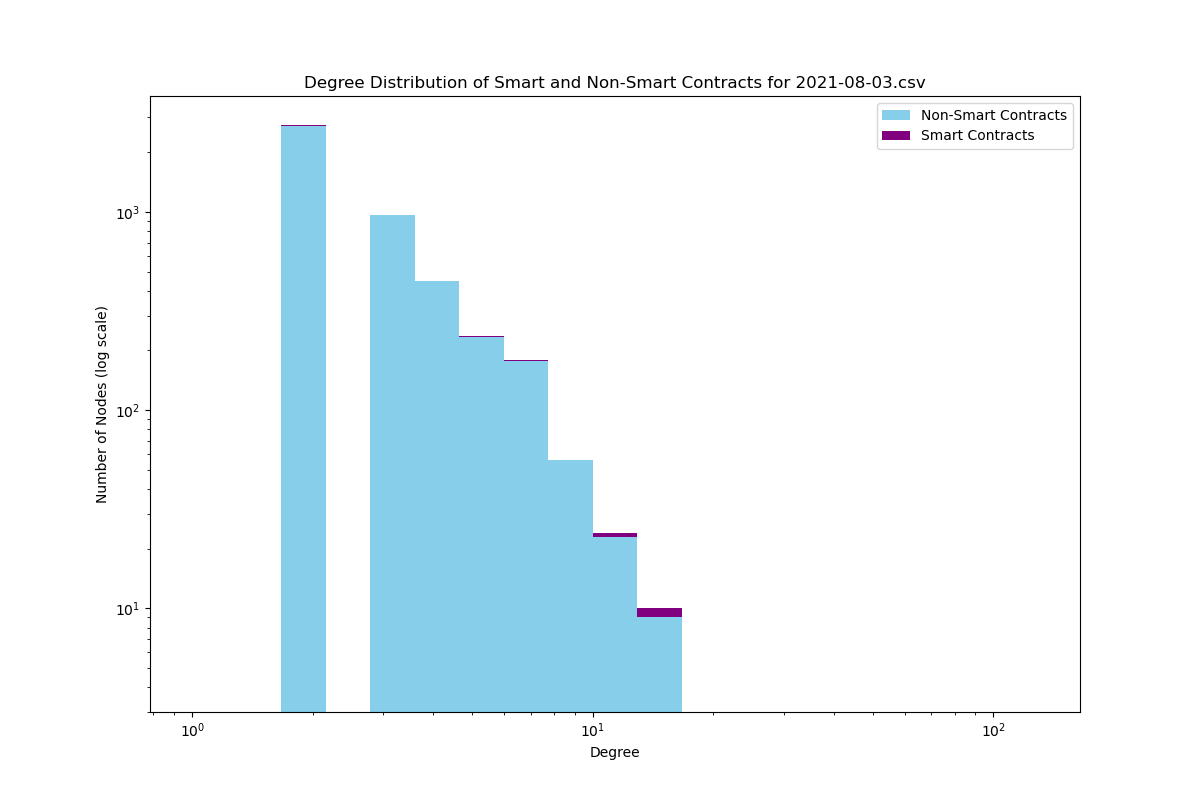 Degree Distribution of Smart and Non-Smart Contracts for 2021-08-03.csv
Non-Smart Contracts
Smart Contracts
Number of Nodes (log scale)
10³
10²
10¹
10⁰ 10¹ 10²
Degree